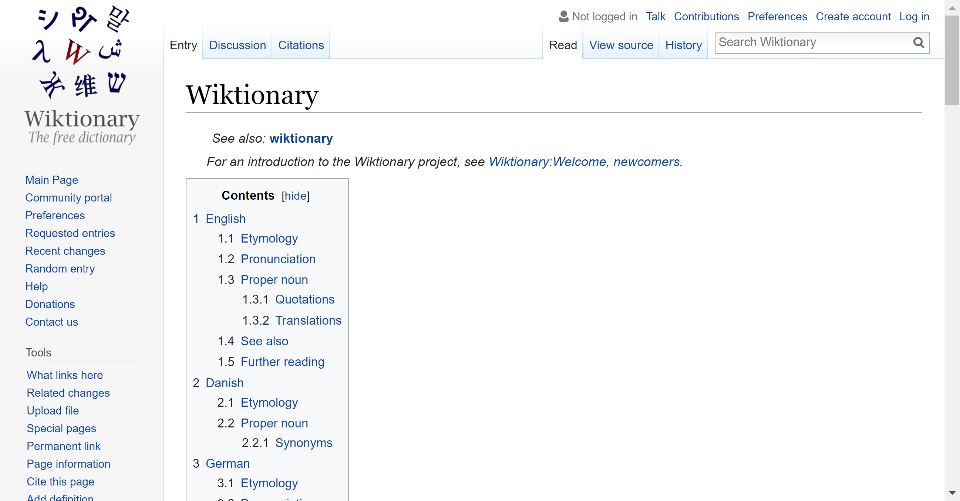 Not logged in Talk Contributions Preferences Create account Log in
Entry Discussion Citations Read View source History Search Wiktionary
シ 말
λ W ش
维 ש
Wiktionary
The free dictionary
Main Page
Community portal
Preferences
Requested entries
Recent changes
Random entry
Help
Donations
Contact us
Tools
What links here
Related changes
Upload file
Special pages
Permanent link
Page information
Cite this page
Add definition
Wiktionary
See also: wiktionary
For an introduction to the Wiktionary project, see Wiktionary:Welcome, newcomers.
Contents [hide]
1 English
1.1 Etymology
1.2 Pronunciation
1.3 Proper noun
1.3.1 Quotations
1.3.2 Translations
1.4 See also
1.5 Further reading
2 Danish
2.1 Etymology
2.2 Proper noun
2.2.1 Synonyms
3 German
3.1 Etymology